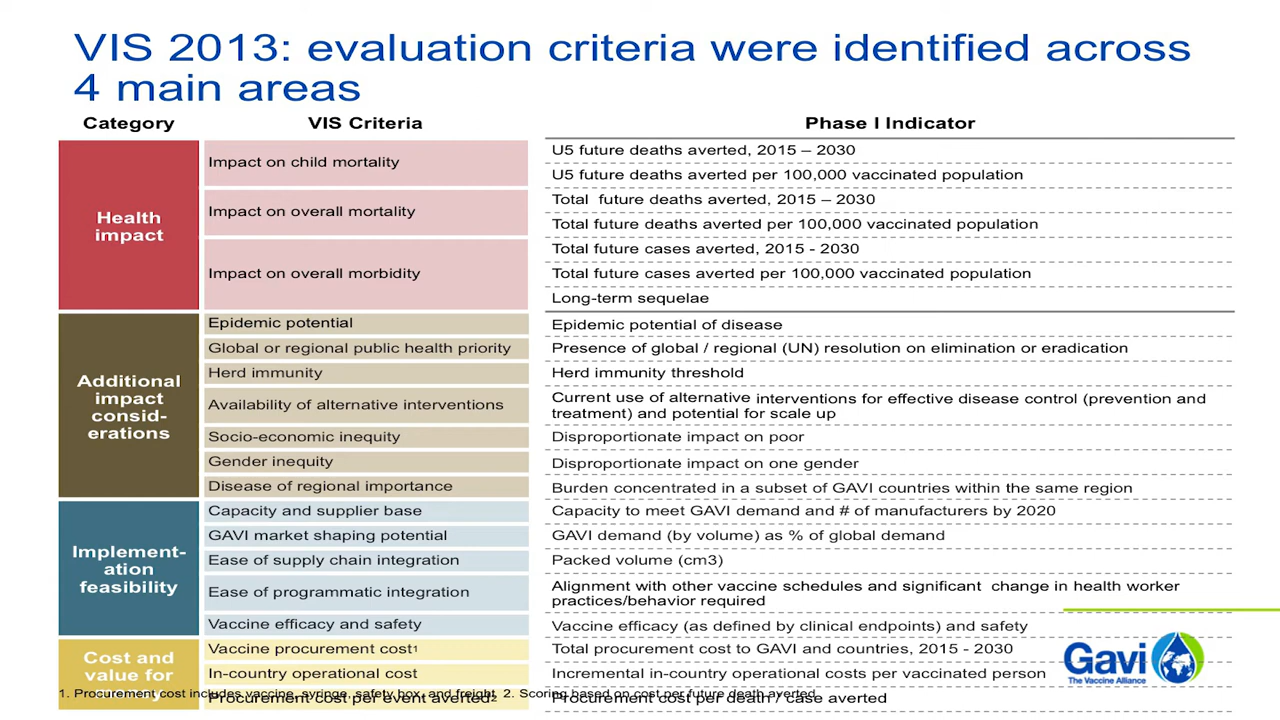 VIS 2013: evaluation criteria were identified across
4 main areas
Category VIS Criteria Phase I Indicator
Health
impact
Impact on child mortality
U5 future deaths averted, 2015 – 2030
U5 future deaths averted per 100,000 vaccinated population
Impact on overall mortality
Total future deaths averted, 2015 – 2030
Total future deaths averted per 100,000 vaccinated population
Impact on overall morbidity
Total future cases averted, 2015 - 2030
Total future cases averted per 100,000 vaccinated population
Long-term sequelae
Additional
impact
consid-
erations
Epidemic potential
Epidemic potential of disease
Global or regional public health priority
Presence of global / regional (UN) resolution on elimination or eradication
Herd immunity
Herd immunity threshold
Availability of alternative interventions
Current use of alternative interventions for effective disease control (prevention and
treatment) and potential for scale up
Socio-economic inequity
Disproportionate impact on poor
Gender inequity
Disproportionate impact on one gender
Disease of regional importance
Burden concentrated in a subset of GAVI countries within the same region
Implement-
ation
feasibility
Capacity and supplier base
Capacity to meet GAVI demand and # of manufacturers by 2020
GAVI market shaping potential
GAVI demand (by volume) as % of global demand
Ease of supply chain integration
Packed volume (cm3)
Ease of programmatic integration
Alignment with other vaccine schedules and significant change in health worker
practices/behavior required
Vaccine efficacy and safety
Vaccine efficacy (as defined by clinical endpoints) and safety
Cost and
value for
Vaccine procurement cost1
Total procurement cost to GAVI and countries, 2015 - 2030
In-country operational cost
Incremental in-country operational costs per vaccinated person
Procurement cost per event averted2
Procurement cost per death / case averted
1. Procurement cost includes vaccine, syringe, safety box, and freight. 2. Scoring based on cost per future death averted
Gavi
The Vaccine Alliance